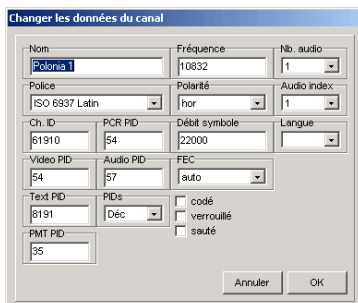 Changer les données du canal
Nom
Fréquence
Nb. audio
Polonia 1
10832
1
Police
Polarité
Audio index
ISO 6937 Latin
hor
1
Ch. ID
PCR PID
Débit symbole
Langue
61910
54
22000
Video PID
Audio PID
FEC
54
57
auto
Text PID
PIDs
codé
8191
Déc
verrouillé
sauté
PMT PID
35
Annuler
OK